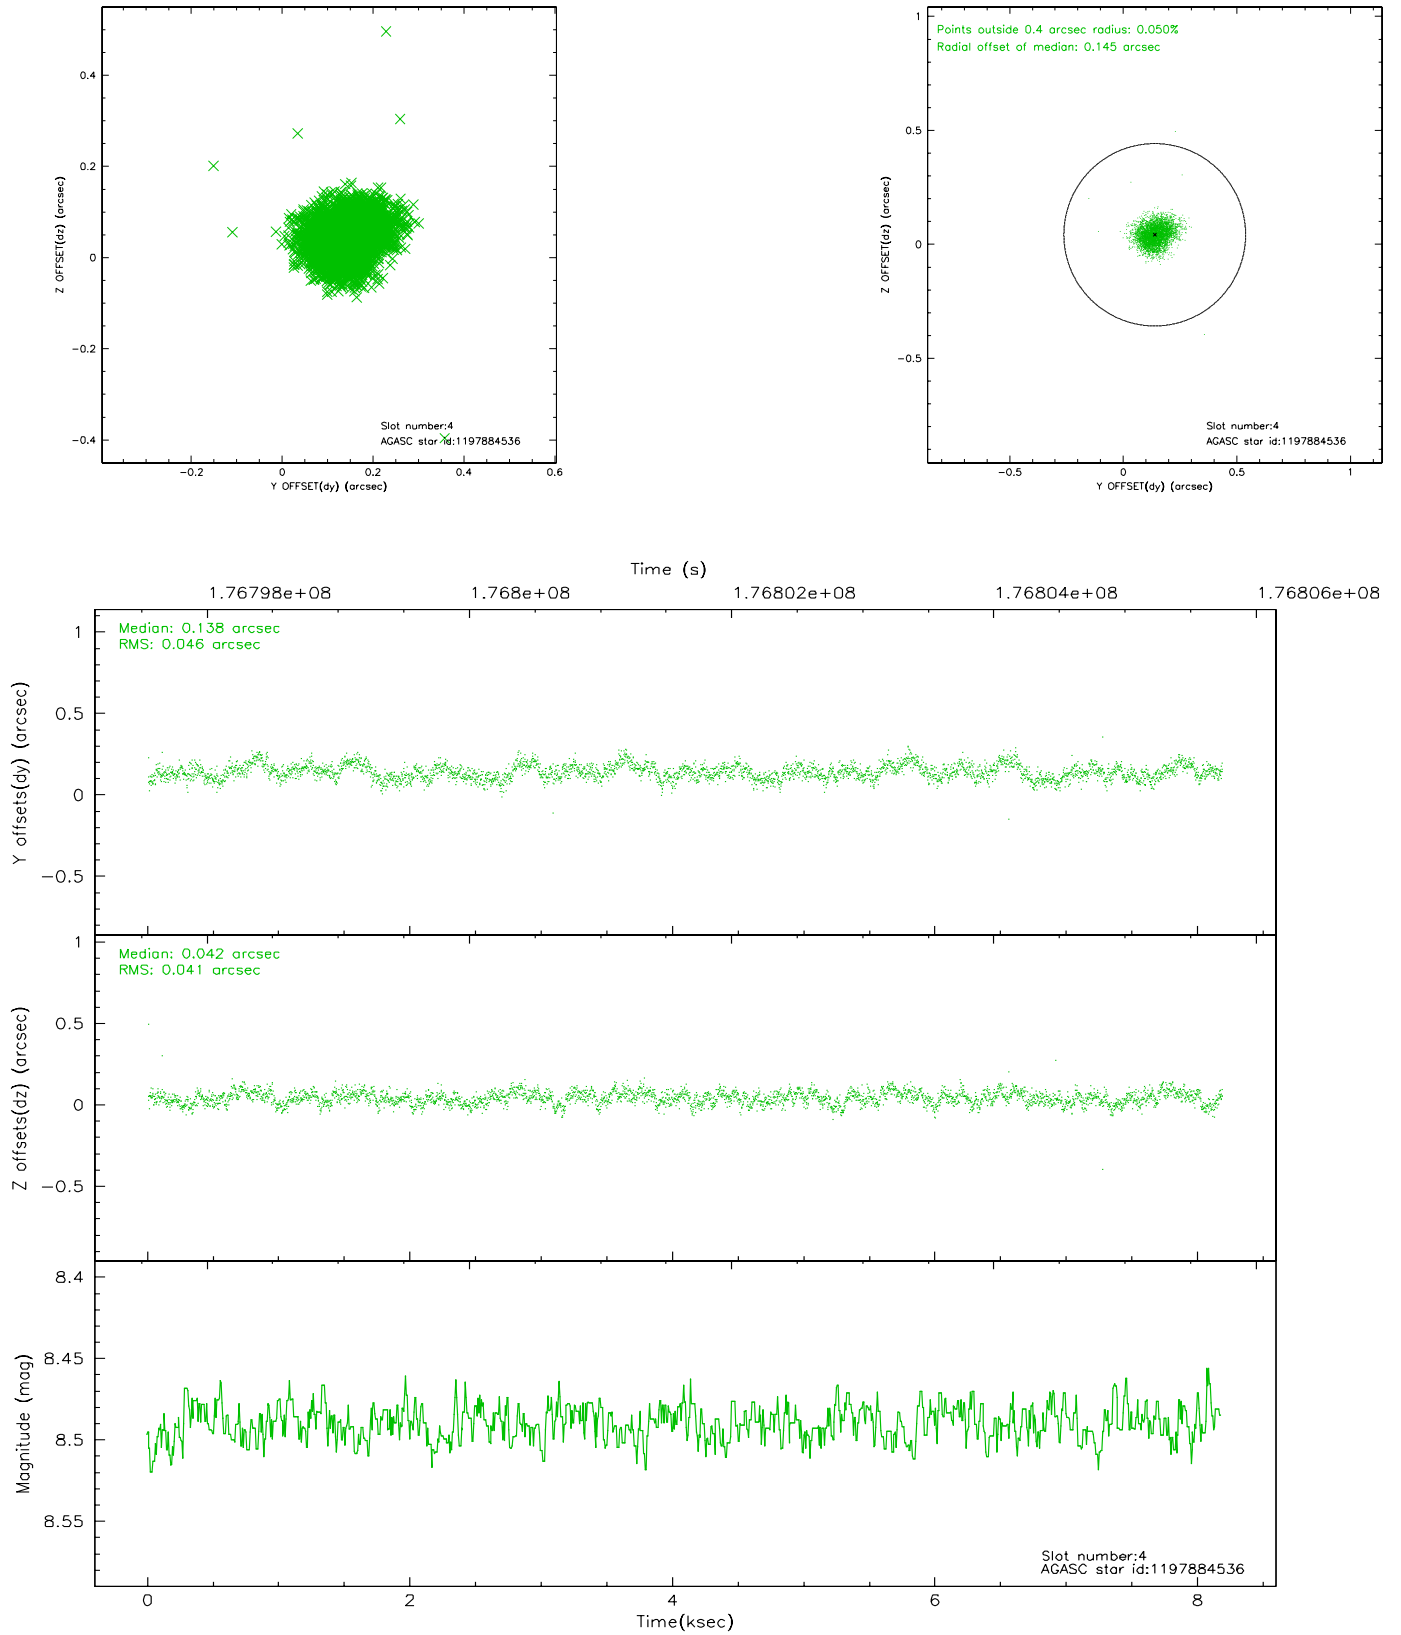 0.4
0.2
0
−0.2
−0.4
Z OFFSET(dz) (arcsec)
Slot number:4
AGASC star id:1197884536
−0.2 0 0.2 0.4 0.6
Y OFFSET(dy) (arcsec)
Points outside 0.4 arcsec radius: 0.050%
Radial offset of median: 0.145 arcsec
1
0.5
0
−0.5
Z OFFSET(dz) (arcsec)
Slot number:4
AGASC star id:1197884536
−0.5 0 0.5 1
Y OFFSET(dy) (arcsec)
Time (s)
1.76798e+08 1.768e+08 1.76802e+08 1.76804e+08 1.76806e+08
Median: 0.138 arcsec
RMS: 0.046 arcsec
1
0.5
0
−0.5
Y offsets(dy) (arcsec)
Median: 0.042 arcsec
RMS: 0.041 arcsec
1
0.5
0
−0.5
Z offsets(dz) (arcsec)
8.4
8.45
8.5
8.55
Magnitude (mag)
Slot number:4
AGASC star id:1197884536
0 2 4 6 8
Time(ksec)